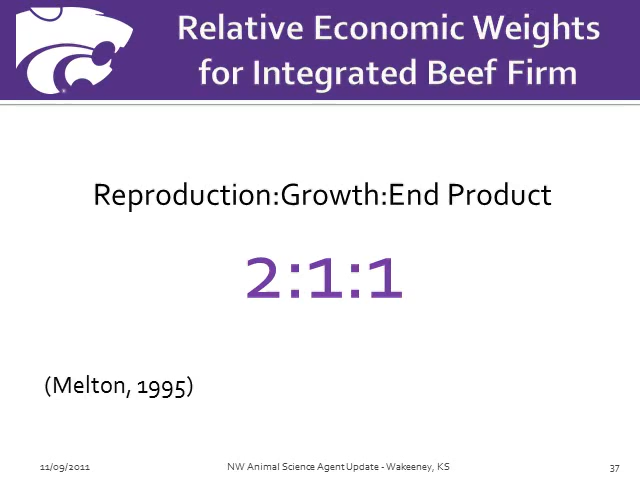 Relative Economic Weights
for Integrated Beef Firm
Reproduction:Growth:End Product
2:1:1
(Melton, 1995)
11/09/2011 NW Animal Science Agent Update - Wakeeney, KS 37